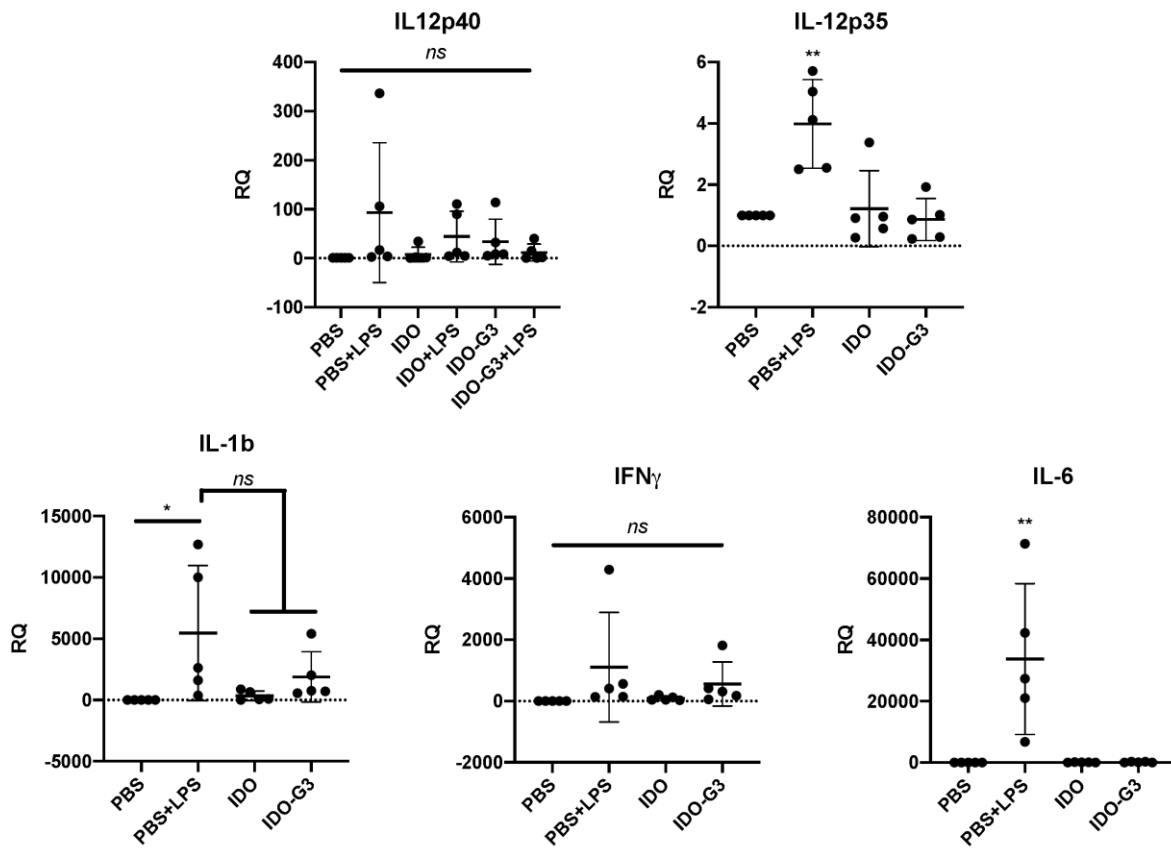 IL12p40
ns
400
300
200
100
0
-100
RQ
PBS
PBS+LPS
IDO
IDO+LPS
IDO-G3
IDO-G3+LPS
IL-12p35
**
6
4
2
0
-2
RQ
PBS
PBS+LPS
IDO
IDO-G3
IL-1b
ns
*
15000
10000
5000
0
-5000
RQ
PBS
PBS+LPS
IDO
IDO-G3
IFNγ
ns
6000
4000
2000
0
-2000
RQ
PBS
PBS+LPS
IDO
IDO-G3
IL-6
**
80000
60000
40000
20000
0
RQ
PBS
PBS+LPS
IDO
IDO-G3